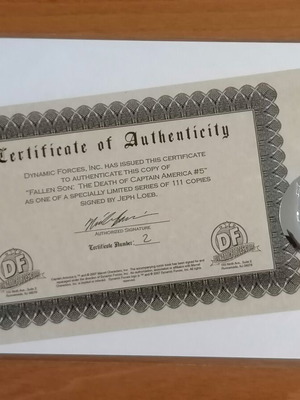 Certificate of Authenticity
DYNAMIC FORCES, INC. HAS ISSUED THIS CERTIFICATE
TO AUTHENTICATE THIS COPY OF
"FALLEN SON: THE DEATH OF CAPTAIN AMERICA #5"
AS ONE OF A SPECIALLY LIMITED SERIES OF 111 COPIES
SIGNED BY JEPH LOEB.
AUTHORIZED SIGNATURE
Certificate Number: 2
DF
DF